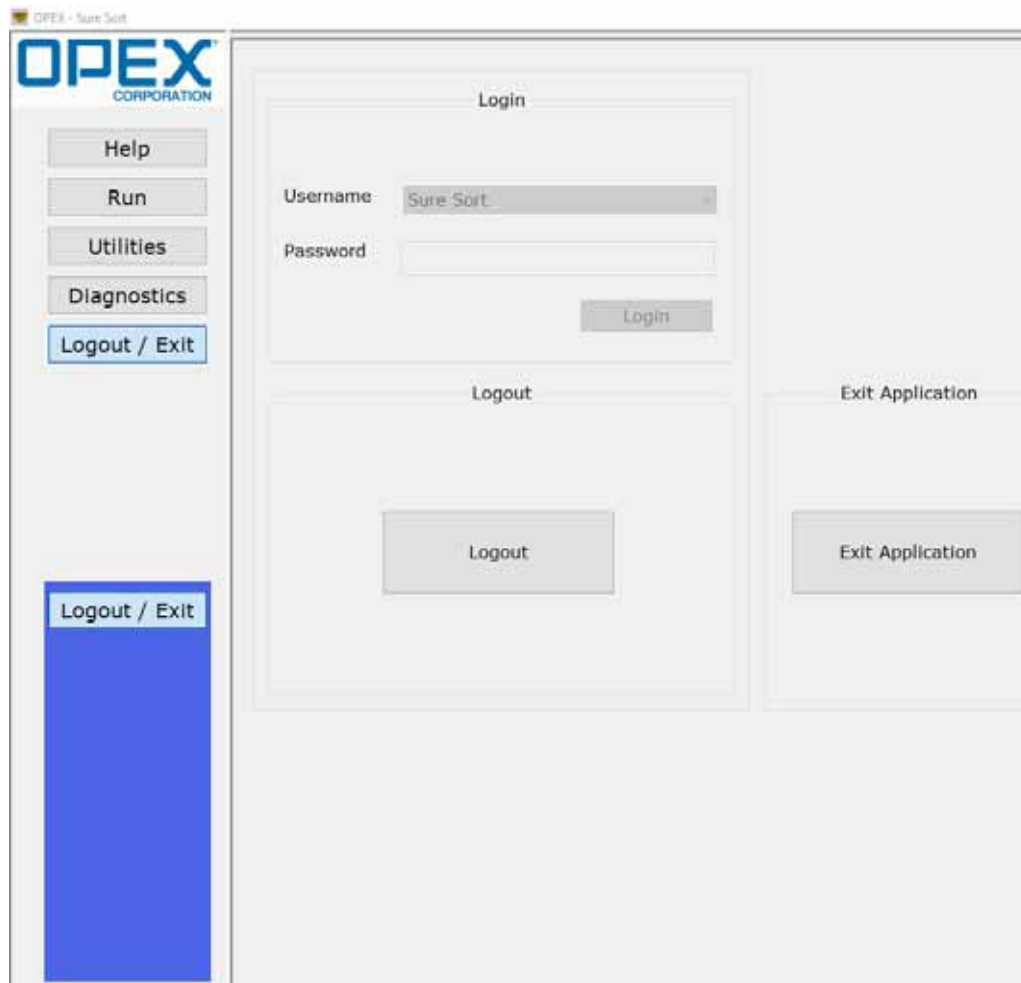 OPEX - Sure Sort
OPEX
CORPORATION
Help
Run
Utilities
Diagnostics
Logout / Exit
Logout / Exit
Login
Username
Sure Sort
Password
Login
Logout
Logout
Exit Application
Exit Application